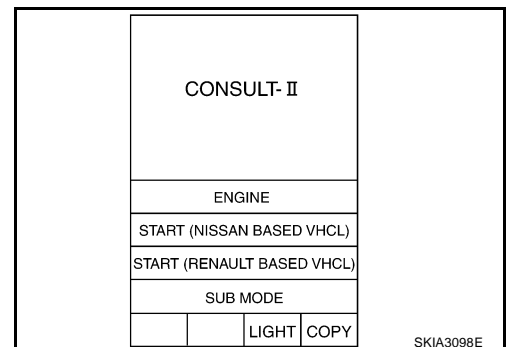 CONSULT-Ⅱ
ENGINE
START (NISSAN BASED VHCL)
START (RENAULT BASED VHCL)
SUB MODE
LIGHT COPY
SKIA3098E